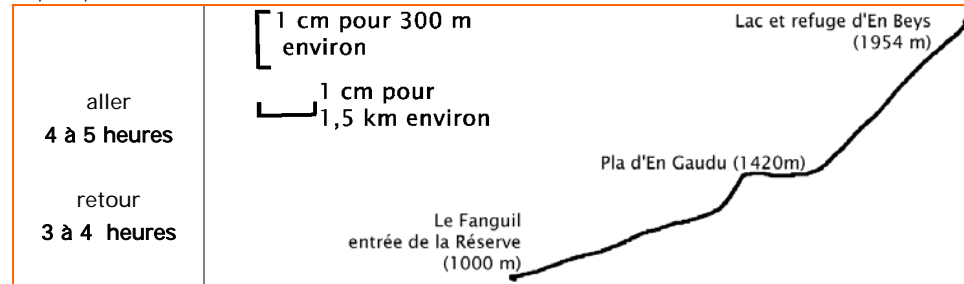 aller
4 à 5 heures
retour
3 à 4 heures
1 cm pour 300 m
environ
1 cm pour
1,5 km environ
Lac et refuge d'En Beys
(1954 m)
Pla d'En Gaudu (1420m)
Le Fanguil
entrée de la Réserve
(1000 m)